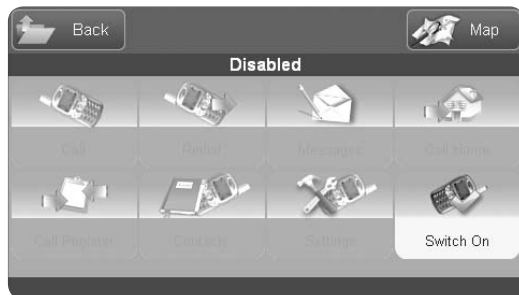 Back
Map
Disabled
Call
Redial
Messages
Call Home
Call Register
Contacts
Settings
Switch On